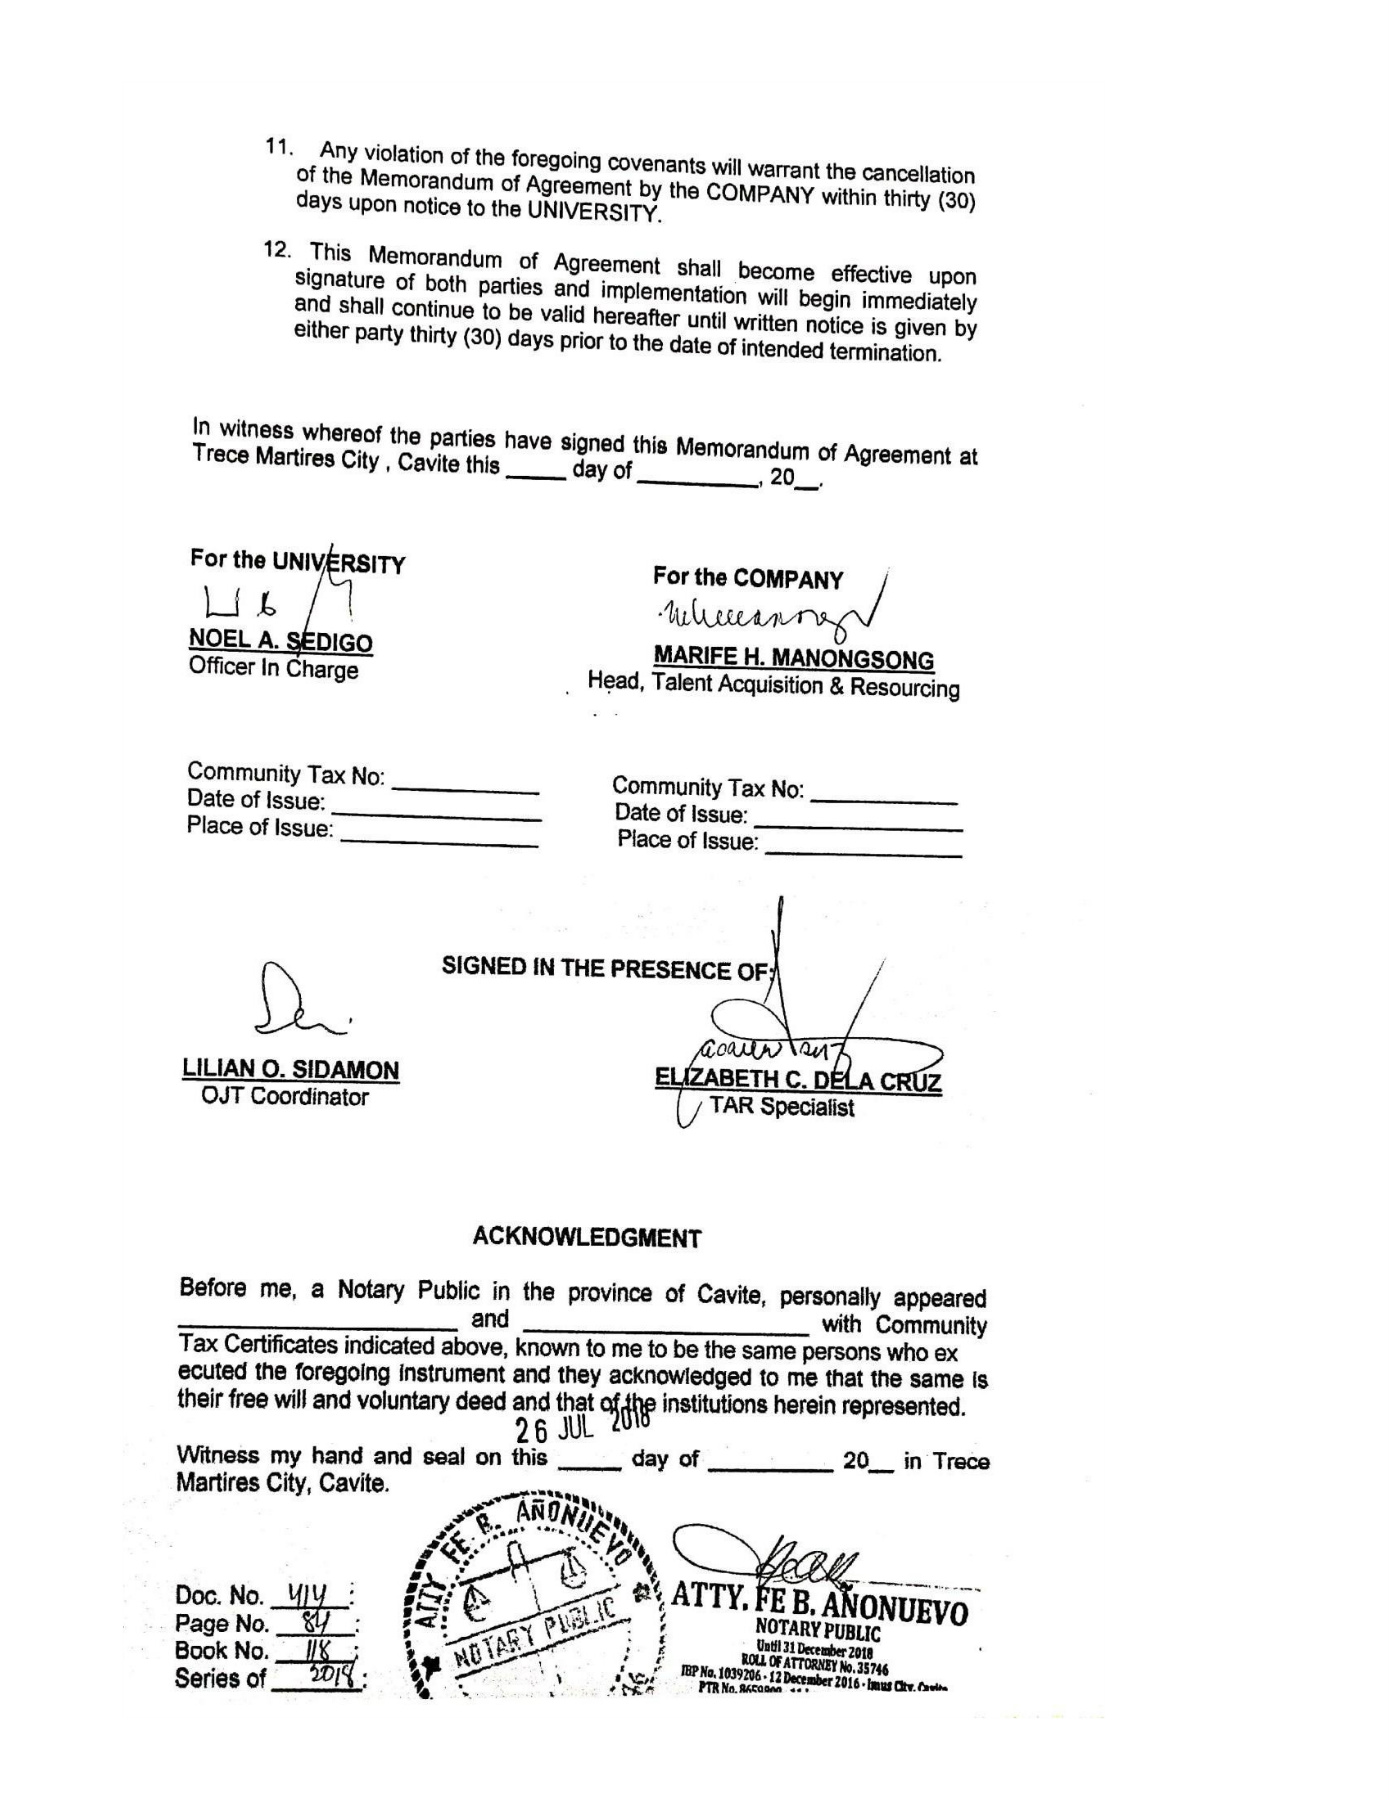 11. Any violation of the foregoing covenants will warrant the cancellation
of the Memorandum of Agreement by the COMPANY within thirty (30)
days upon notice to the UNIVERSITY.
12. This Memorandum of Agreement shall become effective upon
signature of both parties and implementation will begin immediately
and shall continue to be valid hereafter until written notice is given by
either party thirty (30) days prior to the date of intended termination.
In witness whereof the parties have signed this Memorandum of Agreement at
Trece Martires City , Cavite this _____ day of __________, 20__.
For the UNIVERSITY
For the COMPANY
NOEL A. SEDIGO
Officer In Charge
MARIFE H. MANONGSONG
Head, Talent Acquisition & Resourcing
Community Tax No: ____________
Date of Issue: _________________
Place of Issue: ________________
Community Tax No: ____________
Date of Issue: _________________
Place of Issue: ________________
SIGNED IN THE PRESENCE OF:
LILIAN O. SIDAMON
OJT Coordinator
ELIZABETH C. DELA CRUZ
TAR Specialist
ACKNOWLEDGMENT
Before me, a Notary Public in the province of Cavite, personally appeared
_______________________ and _______________________ with Community
Tax Certificates indicated above, known to me to be the same persons who ex
ecuted the foregoing instrument and they acknowledged to me that the same is
their free will and voluntary deed and that of the institutions herein represented.
26 JUL 2018
Witness my hand and seal on this _____ day of __________ 20__ in Trece
Martires City, Cavite.
Doc. No. 414 :
Page No. 84 :
Book No. 118 :
Series of 2018 :
ATTY. FE B. AÑONUEVO
NOTARY PUBLIC
ATTY. FE B. AÑONUEVO
NOTARY PUBLIC
Until 31 December 2018
ROLL OF ATTORNEY No. 35746
IBP No. 1039206 - 12 December 2016 - Imus City, Cavite
PTR No.